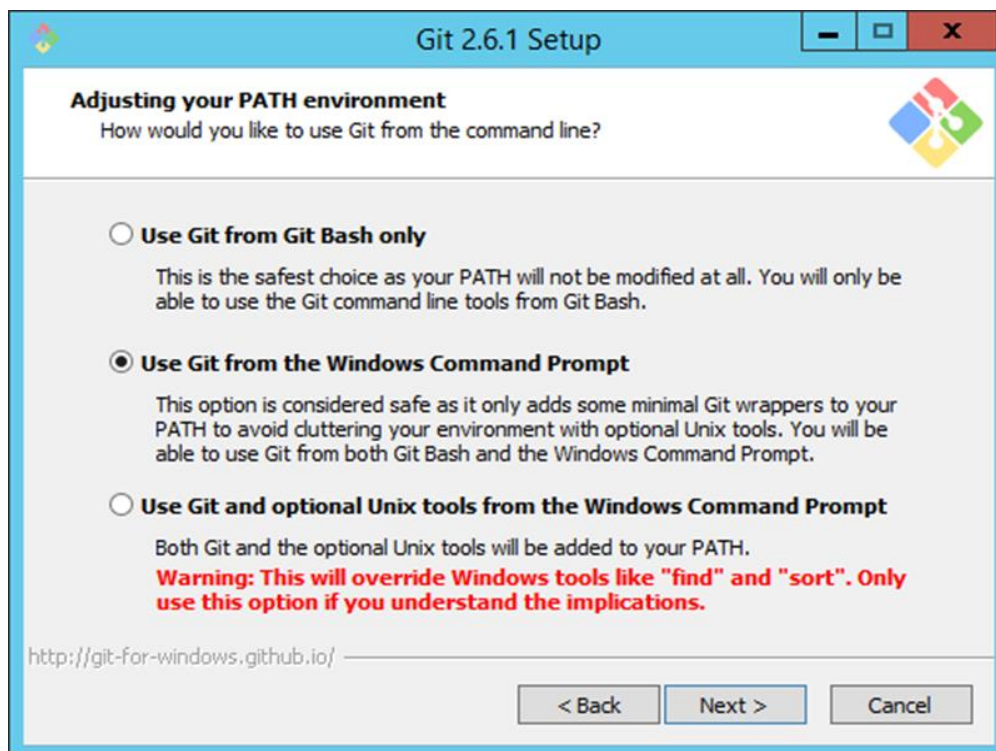 Git 2.6.1 Setup
Adjusting your PATH environment
How would you like to use Git from the command line?
Use Git from Git Bash only
This is the safest choice as your PATH will not be modified at all. You will only be
able to use the Git command line tools from Git Bash.
Use Git from the Windows Command Prompt
This option is considered safe as it only adds some minimal Git wrappers to your
PATH to avoid cluttering your environment with optional Unix tools. You will be
able to use Git from both Git Bash and the Windows Command Prompt.
Use Git and optional Unix tools from the Windows Command Prompt
Both Git and the optional Unix tools will be added to your PATH.
Warning: This will override Windows tools like "find" and "sort". Only
use this option if you understand the implications.
http://git-for-windows.github.io/
< Back Next > Cancel